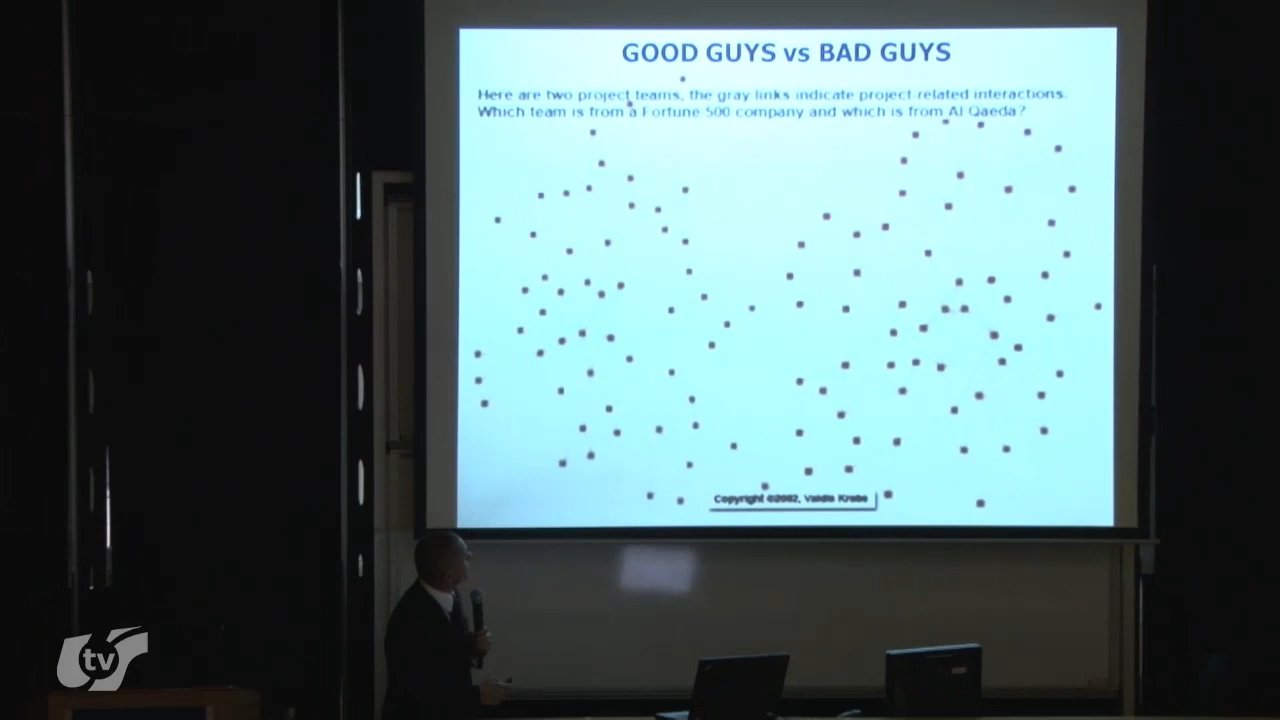 GOOD GUYS vs BAD GUYS
Here are two project teams, the gray links indicate project related interactions.
Which team is from a Fortune 500 company and which is from Al Qaeda?
Copyright ©2002, Valdis Krebs
tv